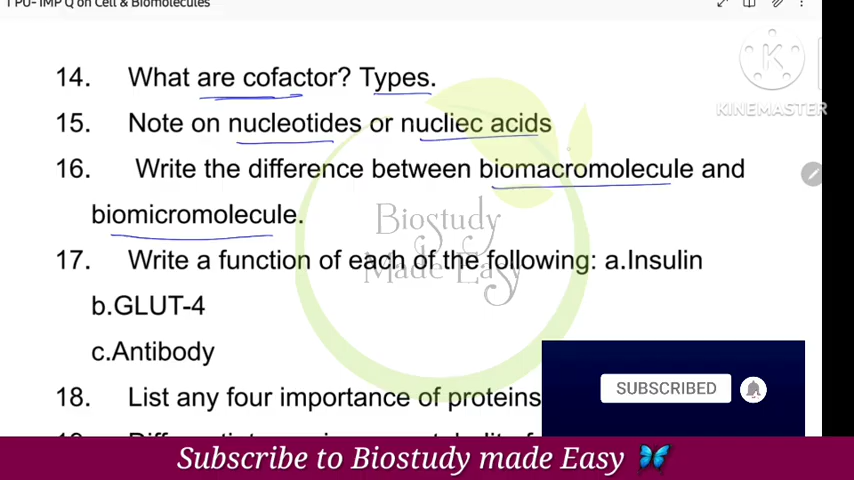 1 PU- IMP Q on Cell & Biomolecules
KINEMASTER
14. What are cofactor? Types.
15. Note on nucleotides or nucliec acids
16. Write the difference between biomacromolecule and
biomicromolecule.
Biostudy
Made Easy
17. Write a function of each of the following: a.Insulin
b.GLUT-4
c.Antibody
18. List any four importance of proteins
SUBSCRIBED
Subscribe to Biostudy made Easy